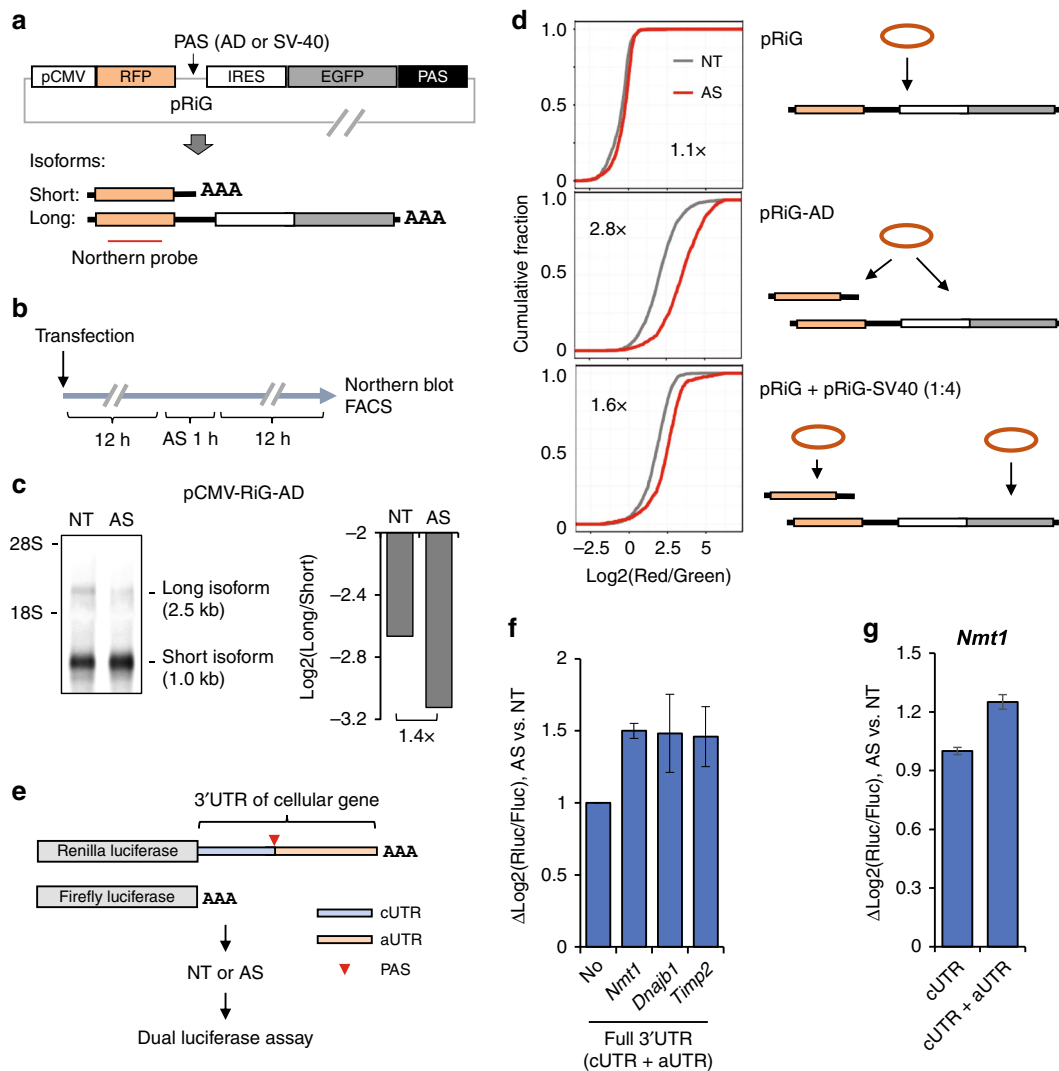 a
PAS (AD or SV-40)
pCMV RFP IRES EGFP PAS
pRiG
Isoforms:
Short: AAA
Long: AAA
Northern probe
b
Transfection
Northern blot
FACS
12 h AS 1 h 12 h
c
pCMV-RiG-AD
NT AS
28S
18S
Long isoform
(2.5 kb)
Short isoform
(1.0 kb)
NT AS
Log2(Long/Short)
−2
−2.4
−2.8
−3.2
1.4×
d
Cumulative fraction
1.0
0.5
0
NT
AS
1.1×
pRiG
1.0
0.5
0
2.8×
pRiG-AD
1.0
0.5
0
1.6×
pRiG + pRiG-SV40 (1:4)
−2.5 0 2.5 5
Log2(Red/Green)
e
3′UTR of cellular gene
Renilla luciferase AAA
Firefly luciferase AAA
cUTR
aUTR
PAS
NT or AS
Dual luciferase assay
f
ΔLog2(Rluc/Fluc), AS vs. NT
2
1.5
1
0.5
0
No
Nmt1
Dnajb1
Timp2
Full 3′UTR
(cUTR + aUTR)
g
Nmt1
ΔLog2(Rluc/Fluc), AS vs. NT
1.5
1.2
0.9
0.6
0.3
0
cUTR
cUTR + aUTR